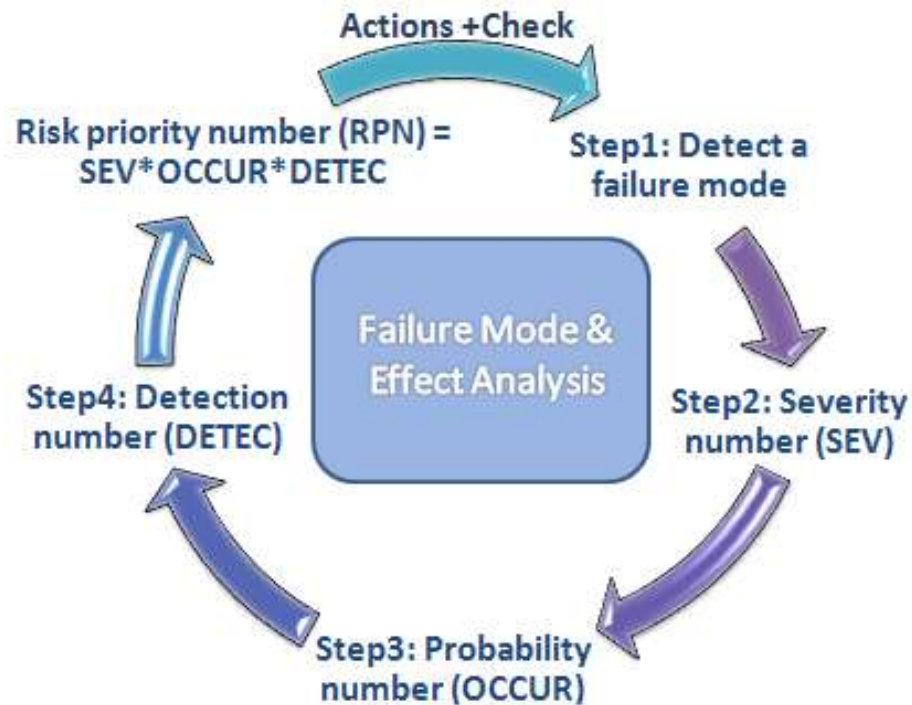 Actions +Check
Risk priority number (RPN) =
SEV*OCCUR*DETEC
Step1: Detect a
failure mode
Failure Mode &
Effect Analysis
Step2: Severity
number (SEV)
Step3: Probability
number (OCCUR)
Step4: Detection
number (DETEC)